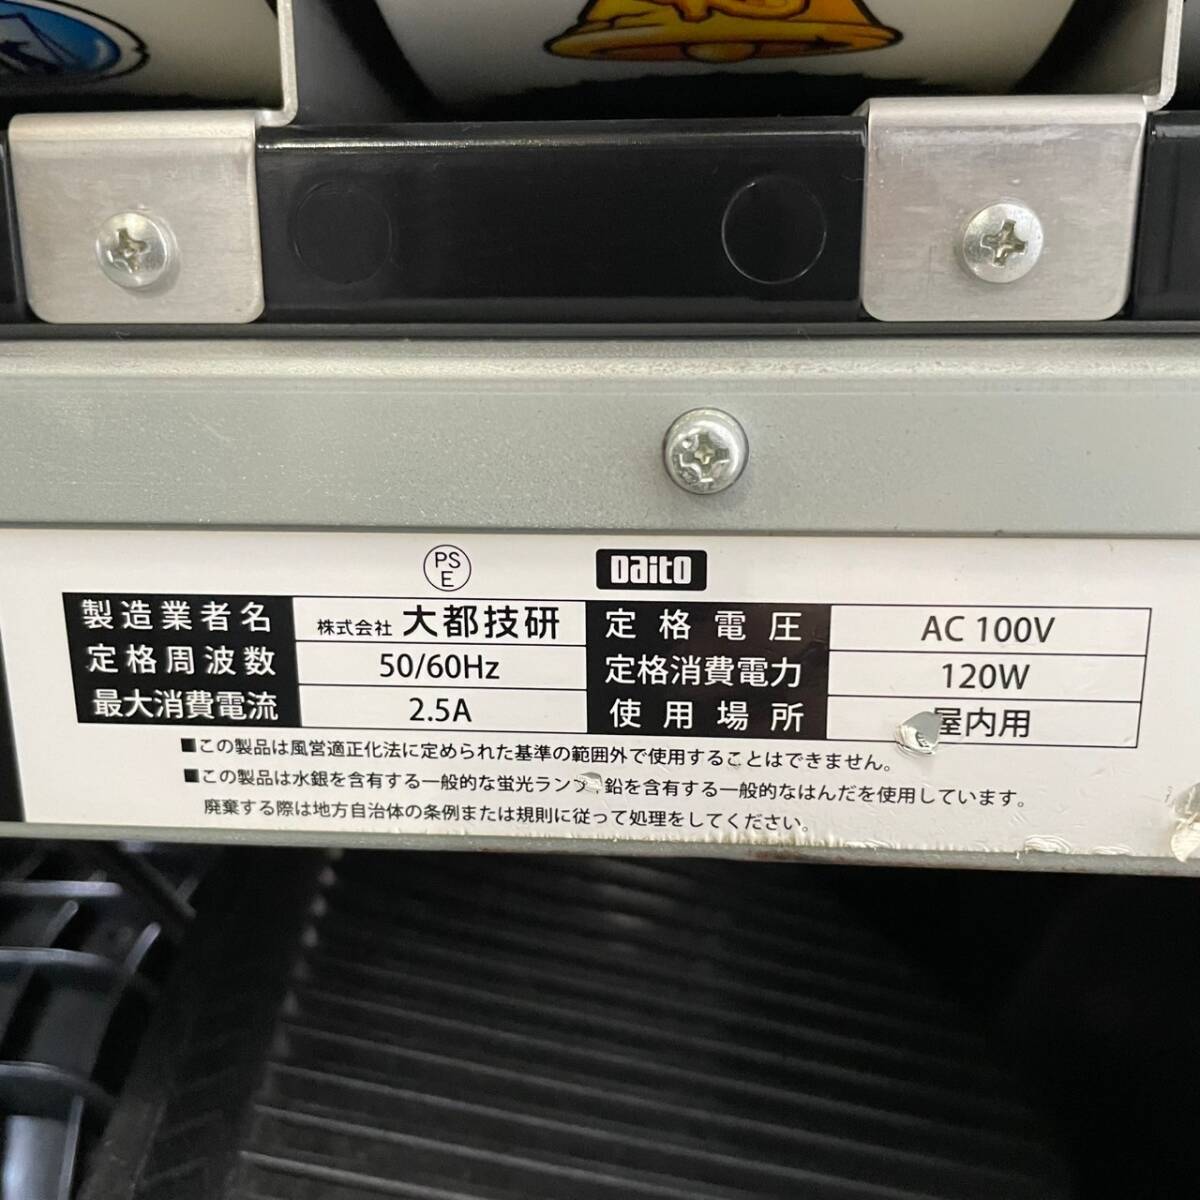 PS
E
Daito
製造業者名 株式会社 大都技研 定格電圧 AC 100V
定格周波数 50/60Hz 定格消費電力 120W
最大消費電流 2.5A 使用場所 屋内用
■この製品は風営適正化法に定められた基準の範囲外で使用することはできません。
■この製品は水銀を含有する一般的な蛍光ランプ,鉛を含有する一般的なはんだを使用しています。
廃棄する際は地方自治体の条例または規則に従って処理をしてください。